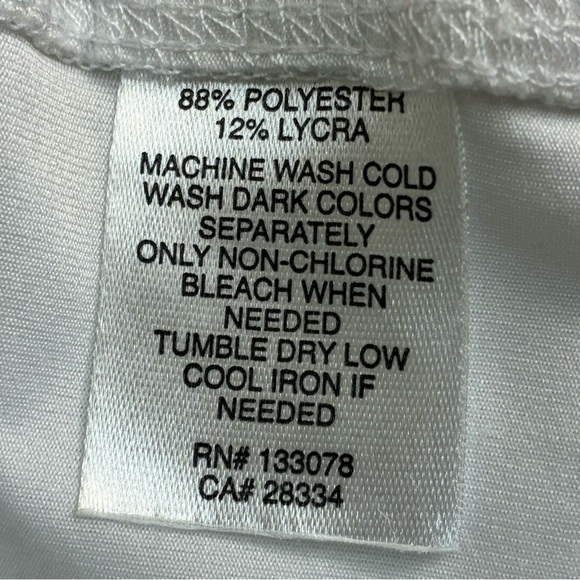 88% POLYESTER
12% LYCRA
MACHINE WASH COLD
WASH DARK COLORS
SEPARATELY
ONLY NON-CHLORINE
BLEACH WHEN
NEEDED
TUMBLE DRY LOW
COOL IRON IF
NEEDED
RN# 133078
CA# 28334